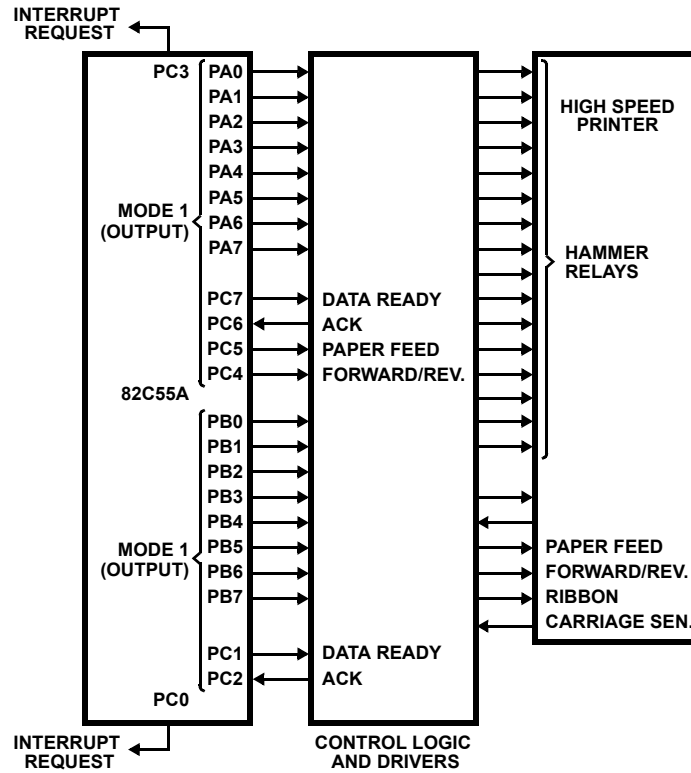 INTERRUPT
REQUEST
PC3
PA0
PA1
PA2
PA3
PA4
PA5
PA6
PA7
MODE 1
(OUTPUT)
PC7
PC6
PC5
PC4
82C55A
PB0
PB1
PB2
PB3
PB4
PB5
PB6
PB7
MODE 1
(OUTPUT)
PC1
PC2
PC0
INTERRUPT
REQUEST
DATA READY
ACK
PAPER FEED
FORWARD/REV.
DATA READY
ACK
CONTROL LOGIC
AND DRIVERS
HIGH SPEED
PRINTER
HAMMER
RELAYS
PAPER FEED
FORWARD/REV.
RIBBON
CARRIAGE SEN.